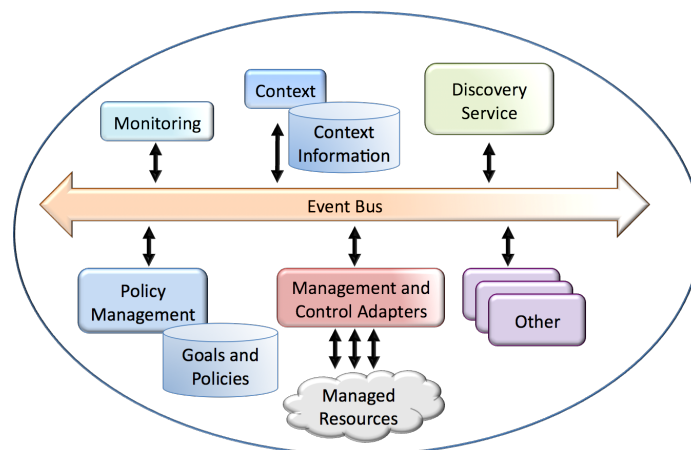 Monitoring
Context
Context
Information
Discovery
Service
Event Bus
Policy
Management
Goals and
Policies
Management and
Control Adapters
Managed
Resources
Other